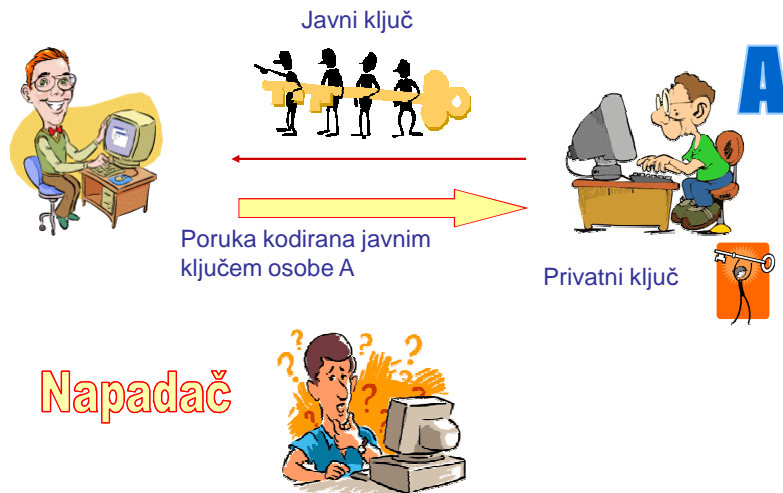 Javni ključ
A
Poruka kodirana javnim
ključem osobe A
Privatni ključ
Napadač